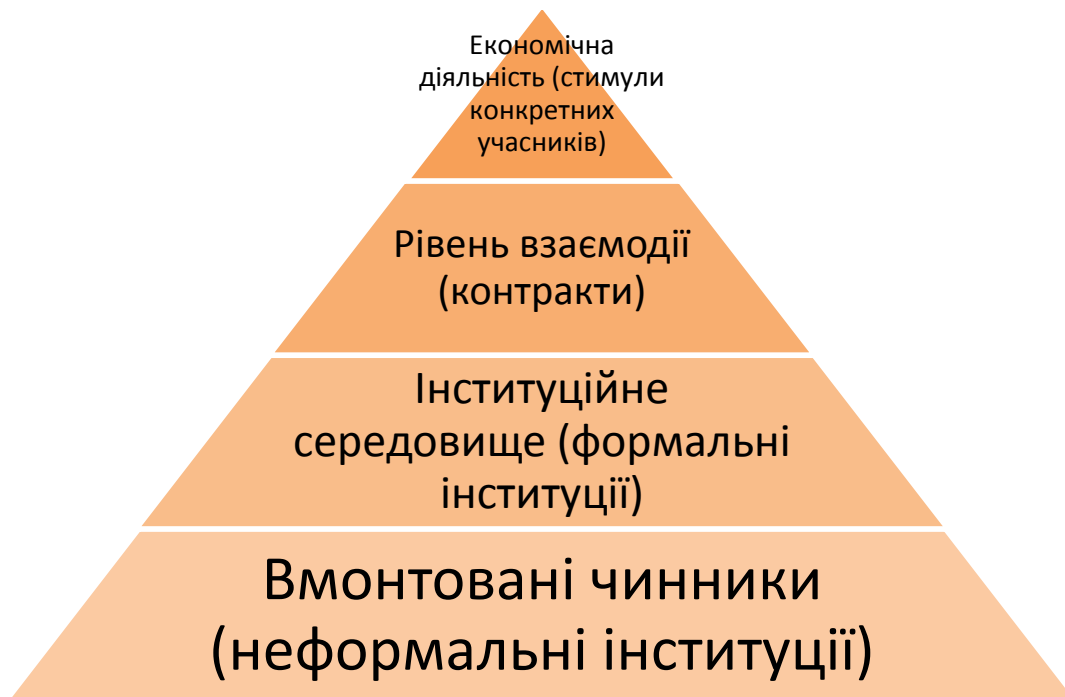 Економічна
діяльність (стимули
конкретних
учасників)
Рівень взаємодії
(контракти)
Інституційне
середовище (формальні
інституції)
Вмонтовані чинники
(неформальні інституції)